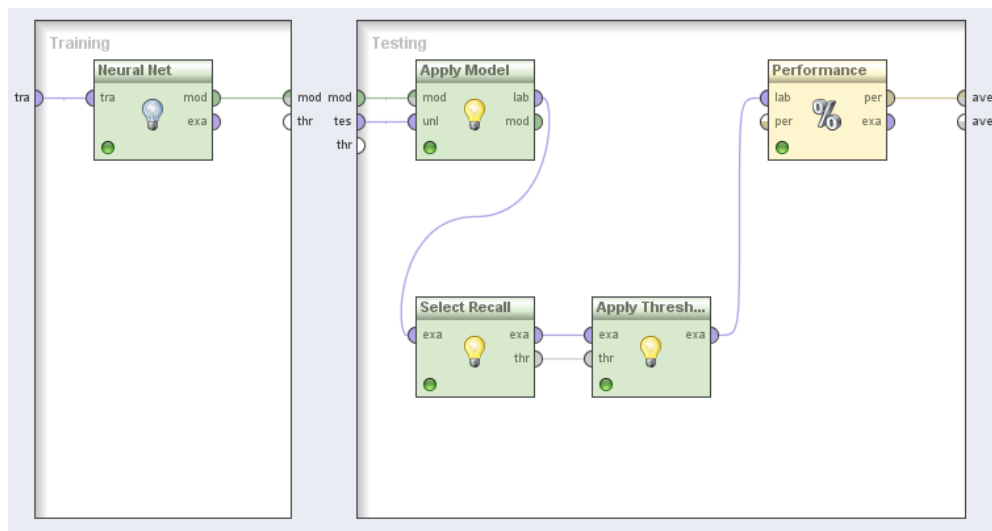 Training
Neural Net
tra
tra
mod
exa
mod
thr
Testing
mod
tes
thr
Apply Model
mod
lab
unl
mod
Performance
lab
per
per
exa
ave
ave
Select Recall
exa
exa
thr
Apply Thresh...
exa
exa
thr